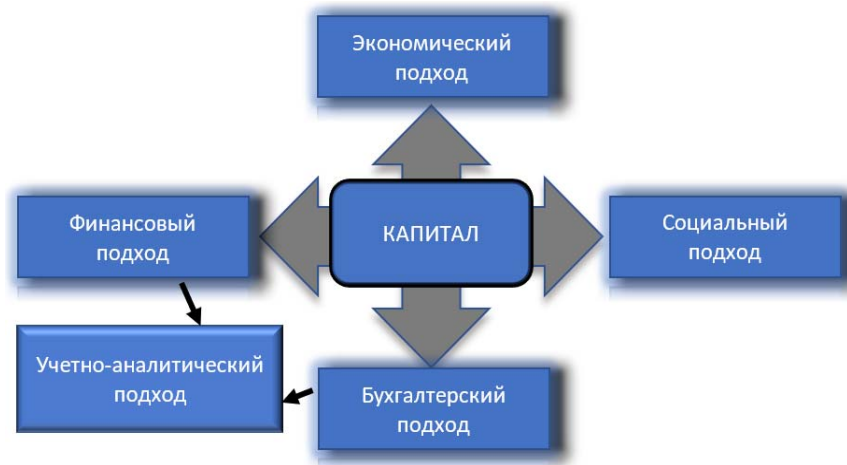 Экономический
подход
Финансовый
подход
КАПИТАЛ
Социальный
подход
Учетно-аналитический
подход
Бухгалтерский
подход